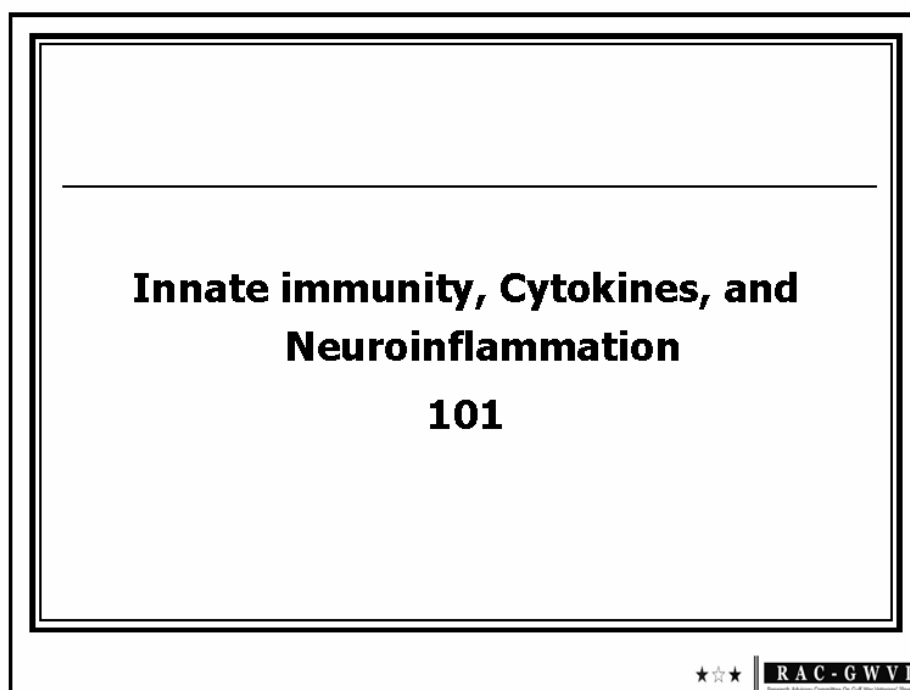 Innate immunity, Cytokines, and
Neuroinflammation
101
★☆★ RAC-GWVI